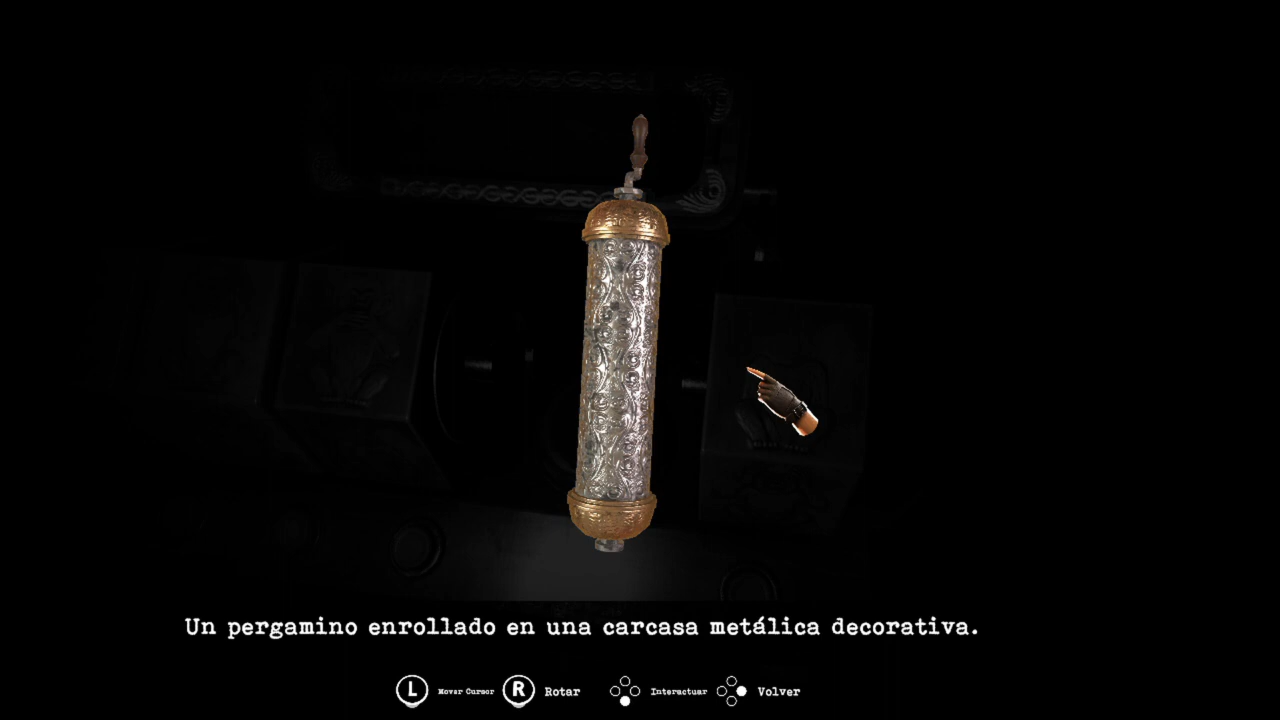 Un pergamino enrollado en una carcasa metálica decorativa.
L Mover Cursor R Rotar Interactuar Volver